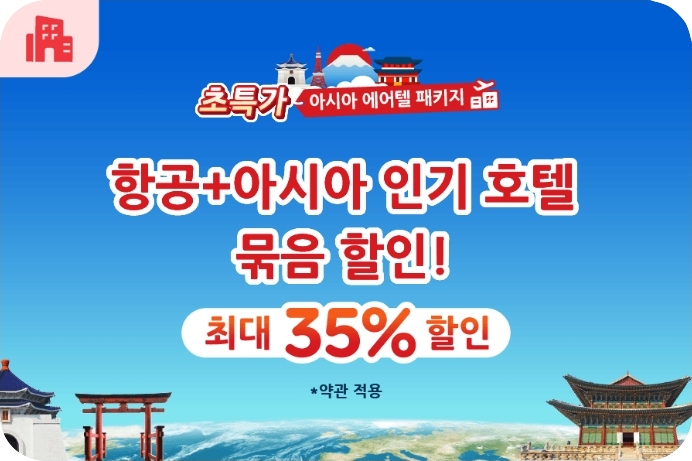 초특가 아시아 에어텔 패키지
항공+아시아 인기 호텔
묶음 할인!
최대 35% 할인
*약관 적용